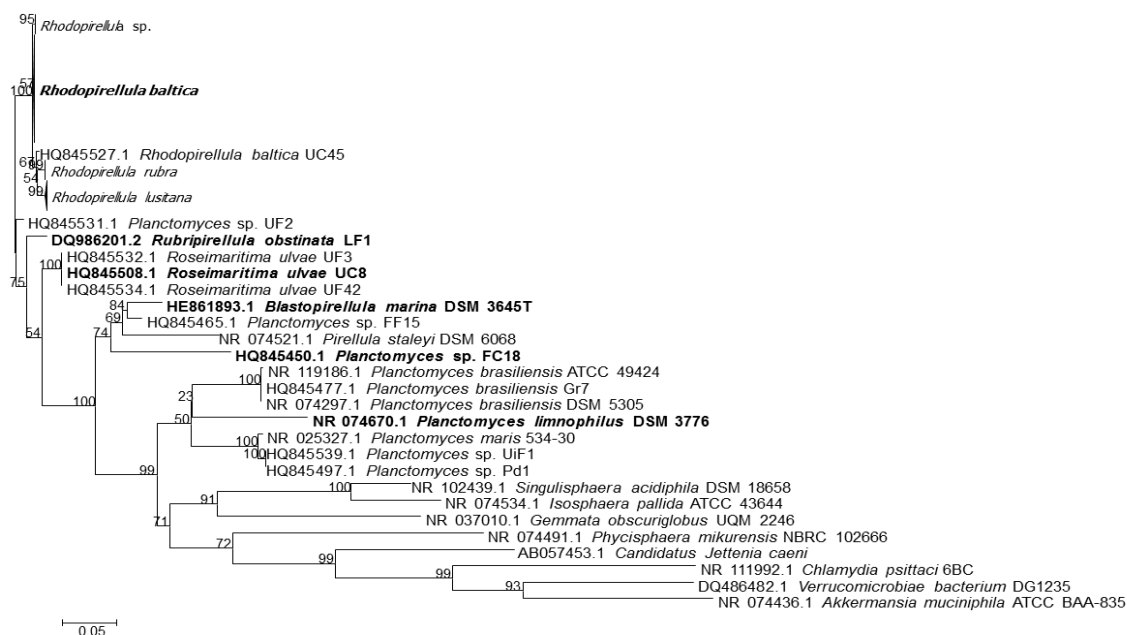 95
Rhodopirellula sp.
57
100
Rhodopirellula baltica
HQ845527.1 Rhodopirellula baltica UC45
67
99
Rhodopirellula rubra
54
99
Rhodopirellula lusitana
HQ845531.1 Planctomyces sp. UF2
DQ986201.2 Rubripirellula obstinata LF1
HQ845532.1 Roseimaritima ulvae UF3
100
HQ845508.1 Roseimaritima ulvae UC8
75
HQ845534.1 Roseimaritima ulvae UF42
84
HE861893.1 Blastopirellula marina DSM 3645T
69
HQ845465.1 Planctomyces sp. FF15
54
74
NR 074521.1 Pirellula staleyi DSM 6068
HQ845450.1 Planctomyces sp. FC18
NR 119186.1 Planctomyces brasiliensis ATCC 49424
100
HQ845477.1 Planctomyces brasiliensis Gr7
23
100
NR 074297.1 Planctomyces brasiliensis DSM 5305
50
NR 074670.1 Planctomyces limnophilus DSM 3776
NR 025327.1 Planctomyces maris 534-30
100
100
HQ845539.1 Planctomyces sp. UiF1
99
HQ845497.1 Planctomyces sp. Pd1
100
NR 102439.1 Singulisphaera acidiphila DSM 18658
91
NR 074534.1 Isosphaera pallida ATCC 43644
71
NR 037010.1 Gemmata obscuriglobus UQM 2246
NR 074491.1 Phycisphaera mikurensis NBRC 102666
72
AB057453.1 Candidatus Jettenia caeni
99
NR 111992.1 Chlamydia psittaci 6BC
99
DQ486482.1 Verrucomicrobiae bacterium DG1235
93
NR 074436.1 Akkermansia muciniphila ATCC BAA-835
0.05